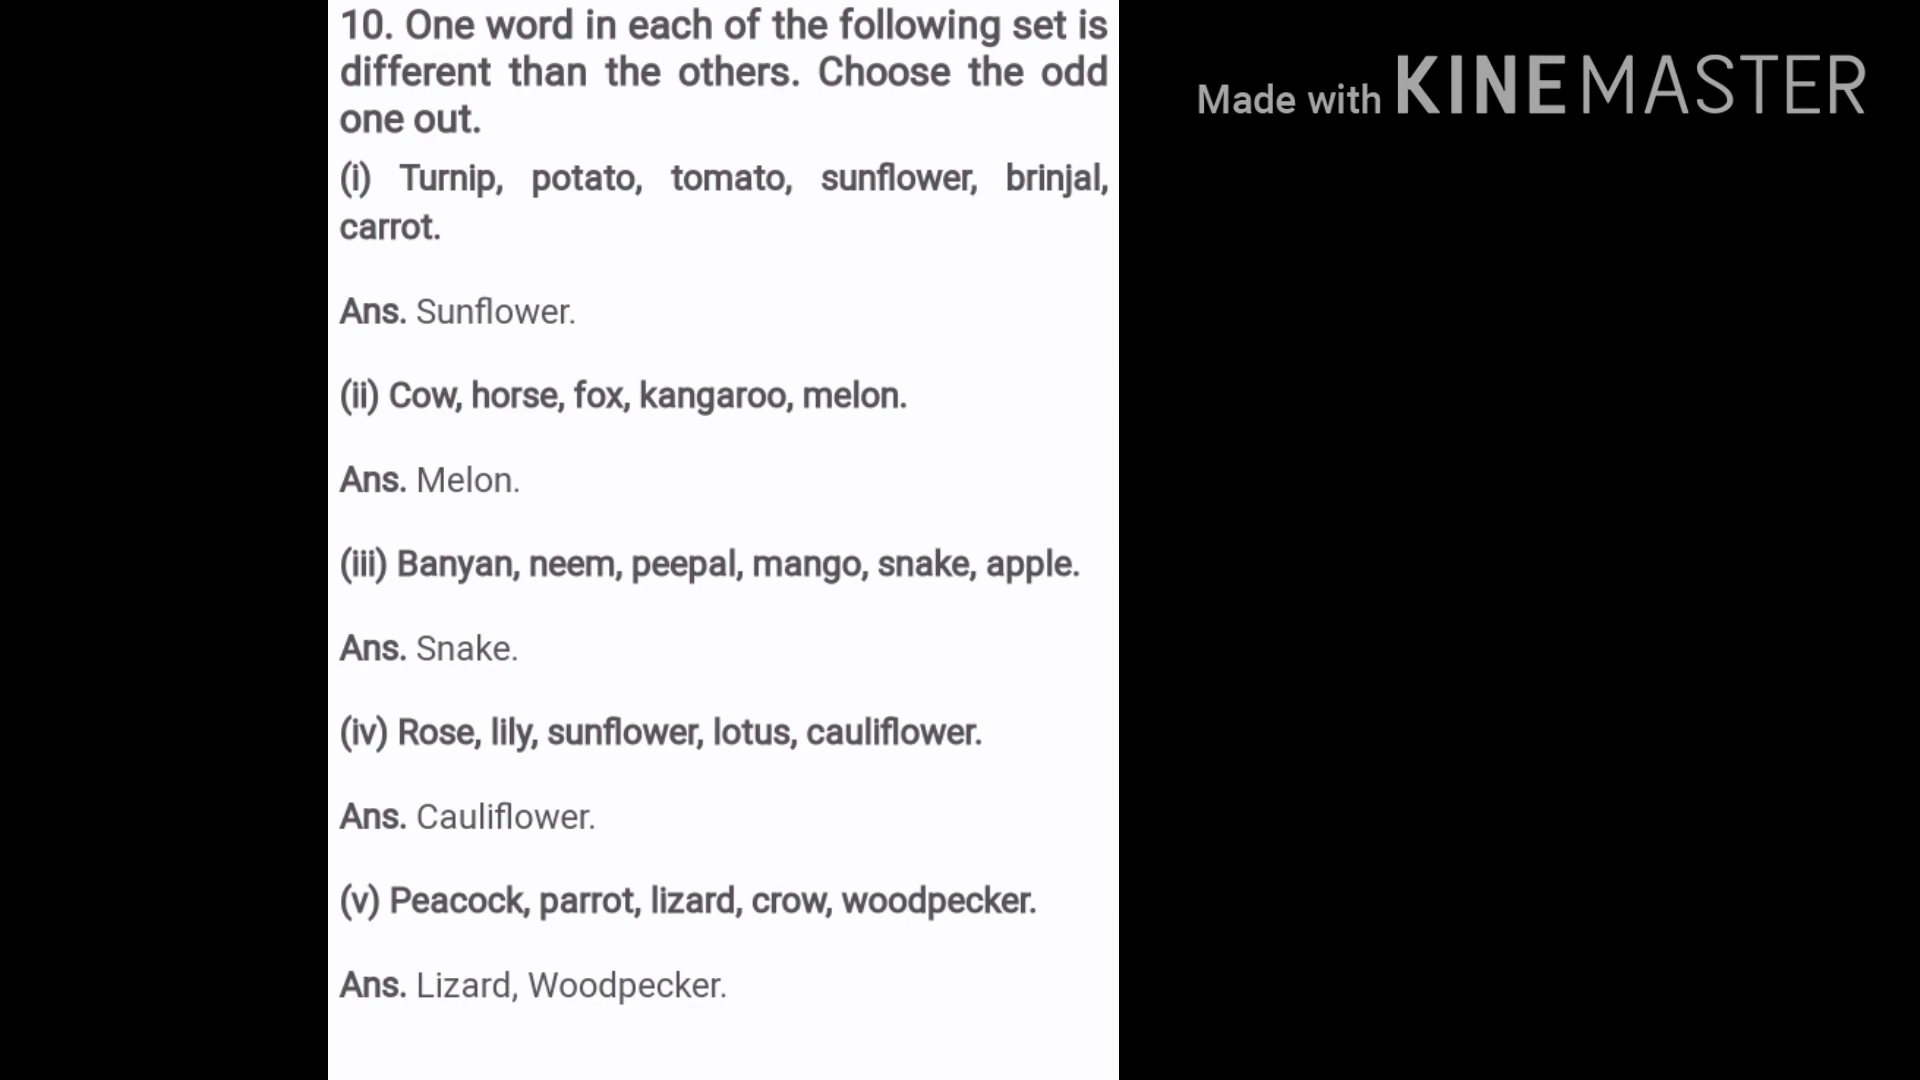 10. One word in each of the following set is
different than the others. Choose the odd
one out.
(i) Turnip, potato, tomato, sunflower, brinjal,
carrot.
Ans. Sunflower.
(ii) Cow, horse, fox, kangaroo, melon.
Ans. Melon.
(iii) Banyan, neem, peepal, mango, snake, apple.
Ans. Snake.
(iv) Rose, lily, sunflower, lotus, cauliflower.
Ans. Cauliflower.
(v) Peacock, parrot, lizard, crow, woodpecker.
Ans. Lizard, Woodpecker.
Made with KINEMASTER